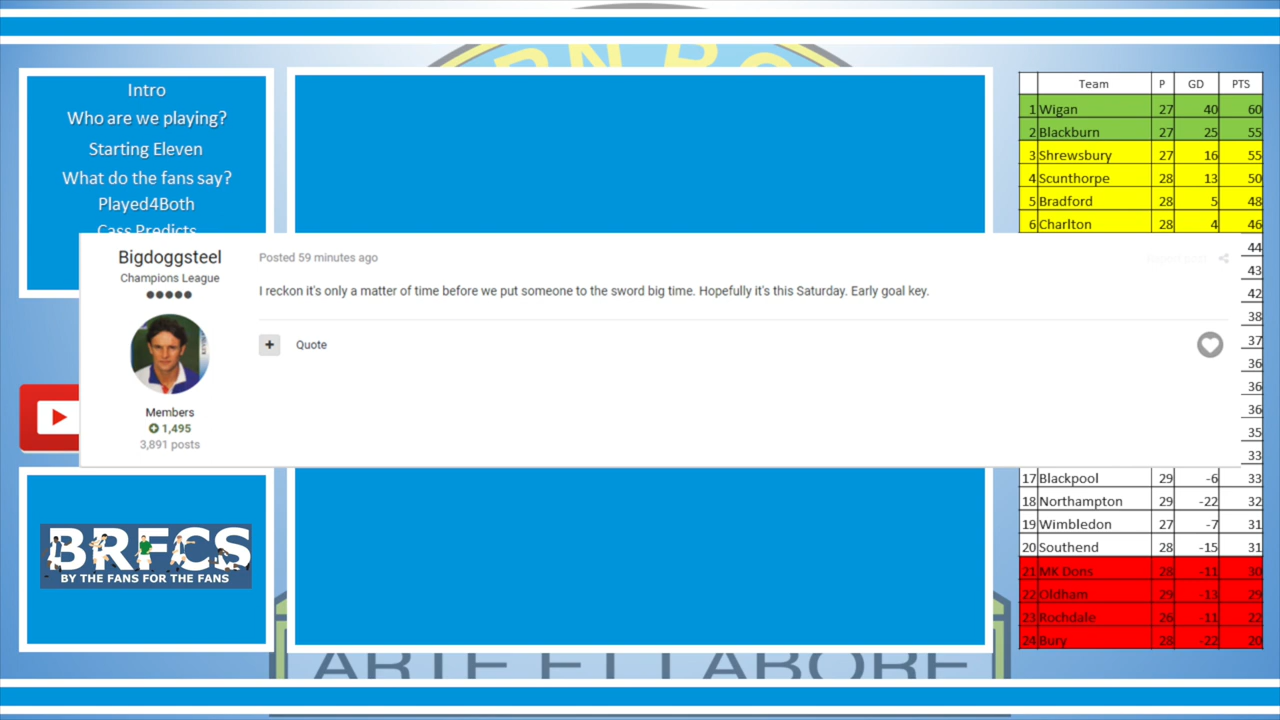 RN RO
Intro
Who are we playing?
Starting Eleven
What do the fans say?
Played4Both
Cass Predicts
Team P GD PTS
1 Wigan 27 40 60
2 Blackburn 27 25 55
3 Shrewsbury 27 16 55
4 Scunthorpe 28 13 50
5 Bradford 28 5 48
6 Charlton 28 4 46
44
43
42
38
37
36
36
36
35
33
17 Blackpool 29 -6 33
18 Northampton 29 -22 32
19 Wimbledon 27 -7 31
20 Southend 28 -15 31
21 MK Dons 28 -11 30
22 Oldham 29 -13 29
23 Rochdale 26 -11 22
24 Bury 28 -22 20
Bigdoggsteel
Champions League
Posted 59 minutes ago
I reckon it's only a matter of time before we put someone to the sword big time. Hopefully it's this Saturday. Early goal key.
+ Quote
Members
1,495
3,891 posts
BRFCS
BY THE FANS FOR THE FANS
ARTE ET LABORE